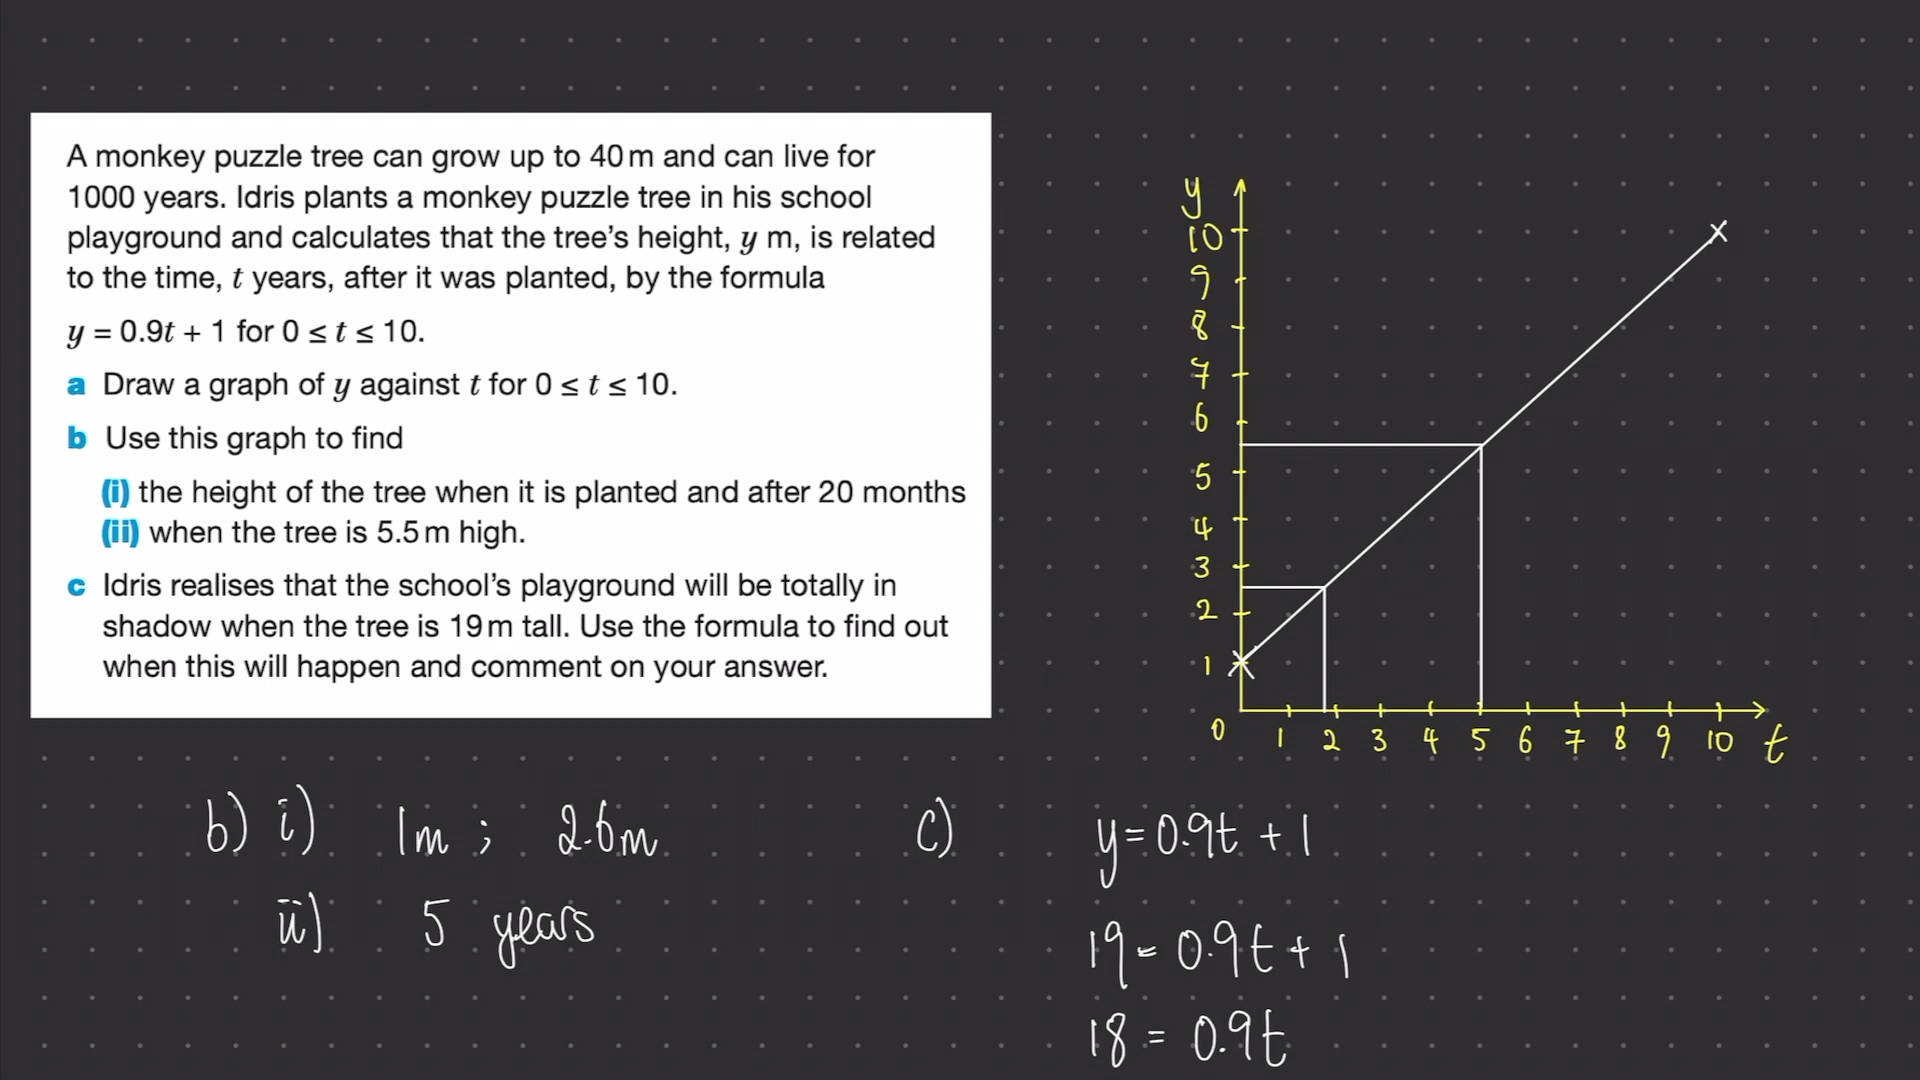 A monkey puzzle tree can grow up to 40 m and can live for
1000 years. Idris plants a monkey puzzle tree in his school
playground and calculates that the tree's height, y m, is related
to the time, t years, after it was planted, by the formula
y = 0.9t + 1 for 0 ≤ t ≤ 10.
a Draw a graph of y against t for 0 ≤ t ≤ 10.
b Use this graph to find
(i) the height of the tree when it is planted and after 20 months
(ii) when the tree is 5.5 m high.
c Idris realises that the school's playground will be totally in
shadow when the tree is 19 m tall. Use the formula to find out
when this will happen and comment on your answer.
y
10
9
8
7
6
5
4
3
2
1
0 1 2 3 4 5 6 7 8 9 10 t
b) i) 1m ; 2.6m
ii) 5 years
c) y = 0.9t + 1
19 = 0.9t + 1
18 = 0.9t